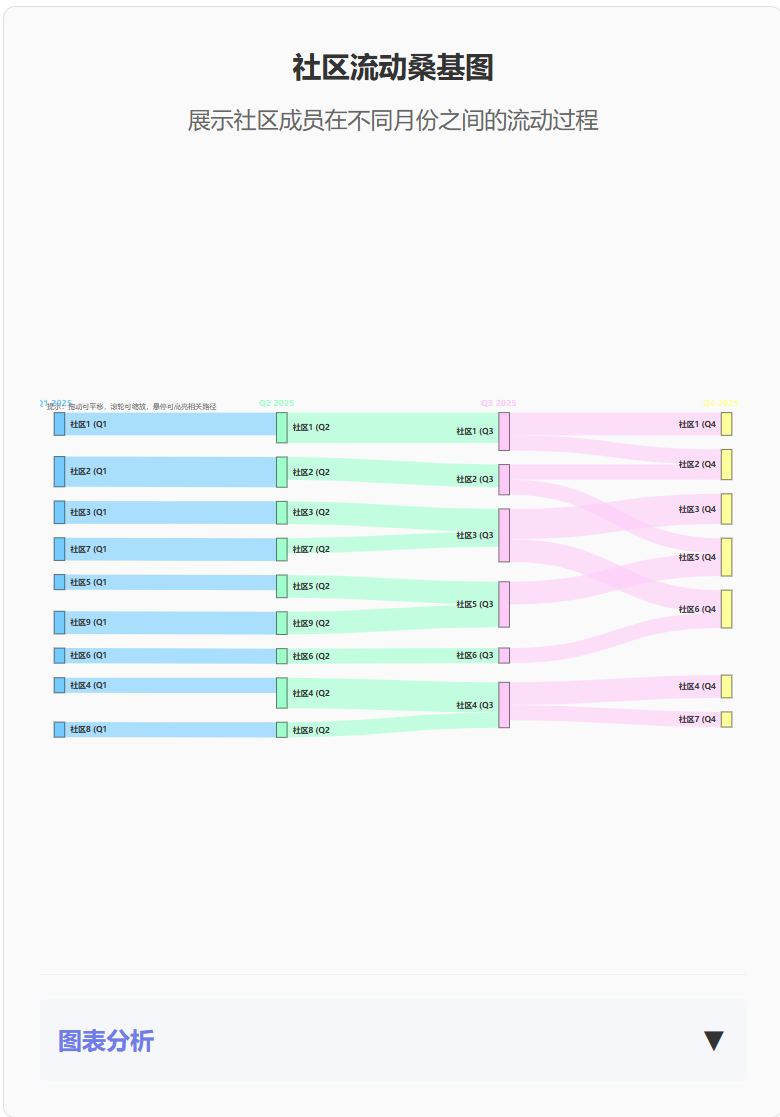 社区流动桑基图
展示社区成员在不同月份之间的流动过程
Q1 2025
Q2 2025
Q3 2025
Q4 2025
提示：拖动可平移，滚轮可缩放，悬停可高亮相关路径
社区1 (Q1
社区2 (Q1
社区3 (Q1
社区7 (Q1
社区5 (Q1
社区9 (Q1
社区6 (Q1
社区4 (Q1
社区8 (Q1
社区1 (Q2
社区2 (Q2
社区3 (Q2
社区7 (Q2
社区5 (Q2
社区9 (Q2
社区6 (Q2
社区4 (Q2
社区8 (Q2
社区1 (Q3
社区2 (Q3
社区3 (Q3
社区5 (Q3
社区6 (Q3
社区4 (Q3
社区1 (Q4
社区2 (Q4
社区3 (Q4
社区5 (Q4
社区6 (Q4
社区4 (Q4
社区7 (Q4
图表分析
▼